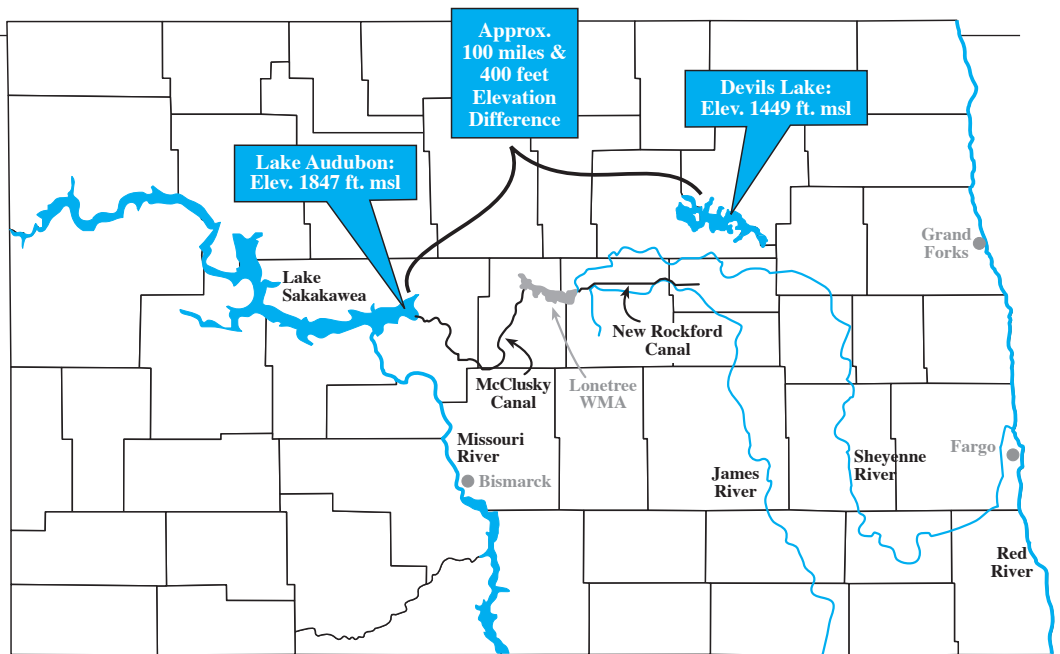 Approx.
100 miles &
400 feet
Elevation
Difference
Devils Lake:
Elev. 1449 ft. msl
Lake Audubon:
Elev. 1847 ft. msl
Grand
Forks
Lake
Sakakawea
New Rockford
Canal
McClusky
Canal
Lonetree
WMA
Missouri
River
Bismarck
James
River
Sheyenne
River
Fargo
Red
River